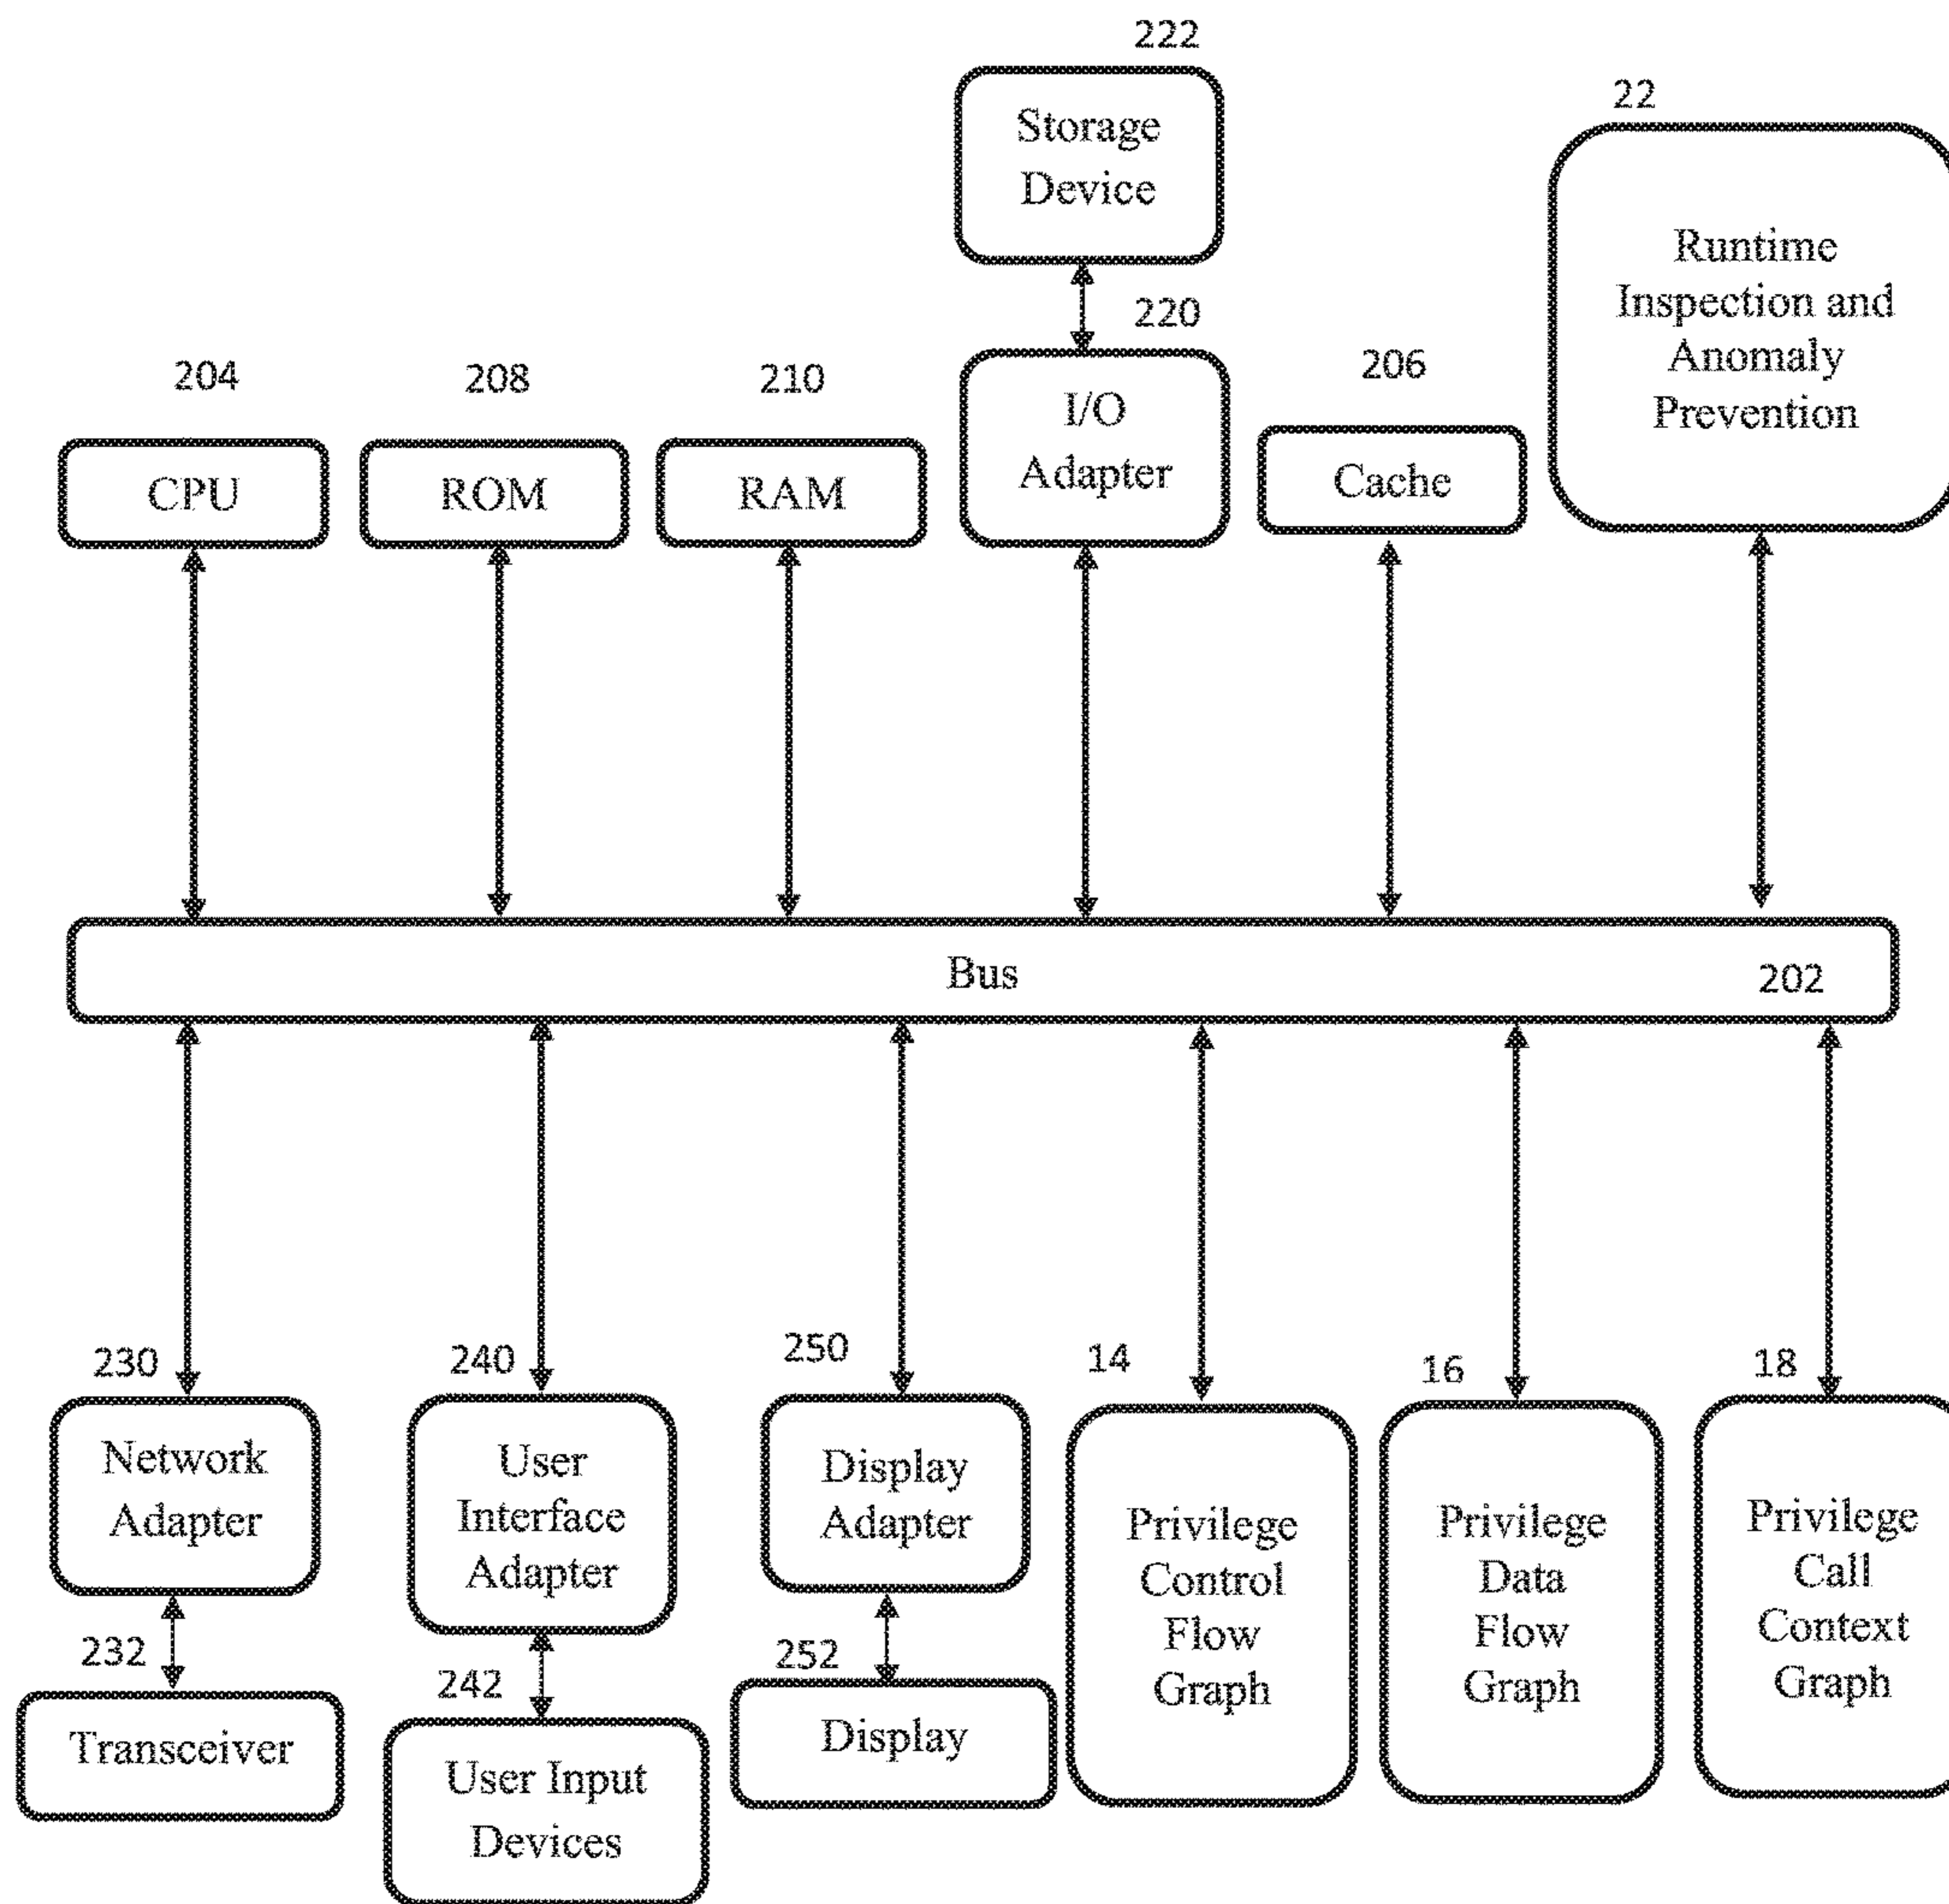 222
Storage
Device
22
Runtime
Inspection and
Anomaly
Prevention
220
204
208
210
I/O
Adapter
206
CPU
ROM
RAM
Cache
Bus
202
230
240
250
14
16
18
Network
Adapter
User
Interface
Adapter
Display
Adapter
Privilege
Control
Flow
Graph
Privilege
Data
Flow
Graph
Privilege
Call
Context
Graph
232
242
252
Transceiver
User Input
Devices
Display